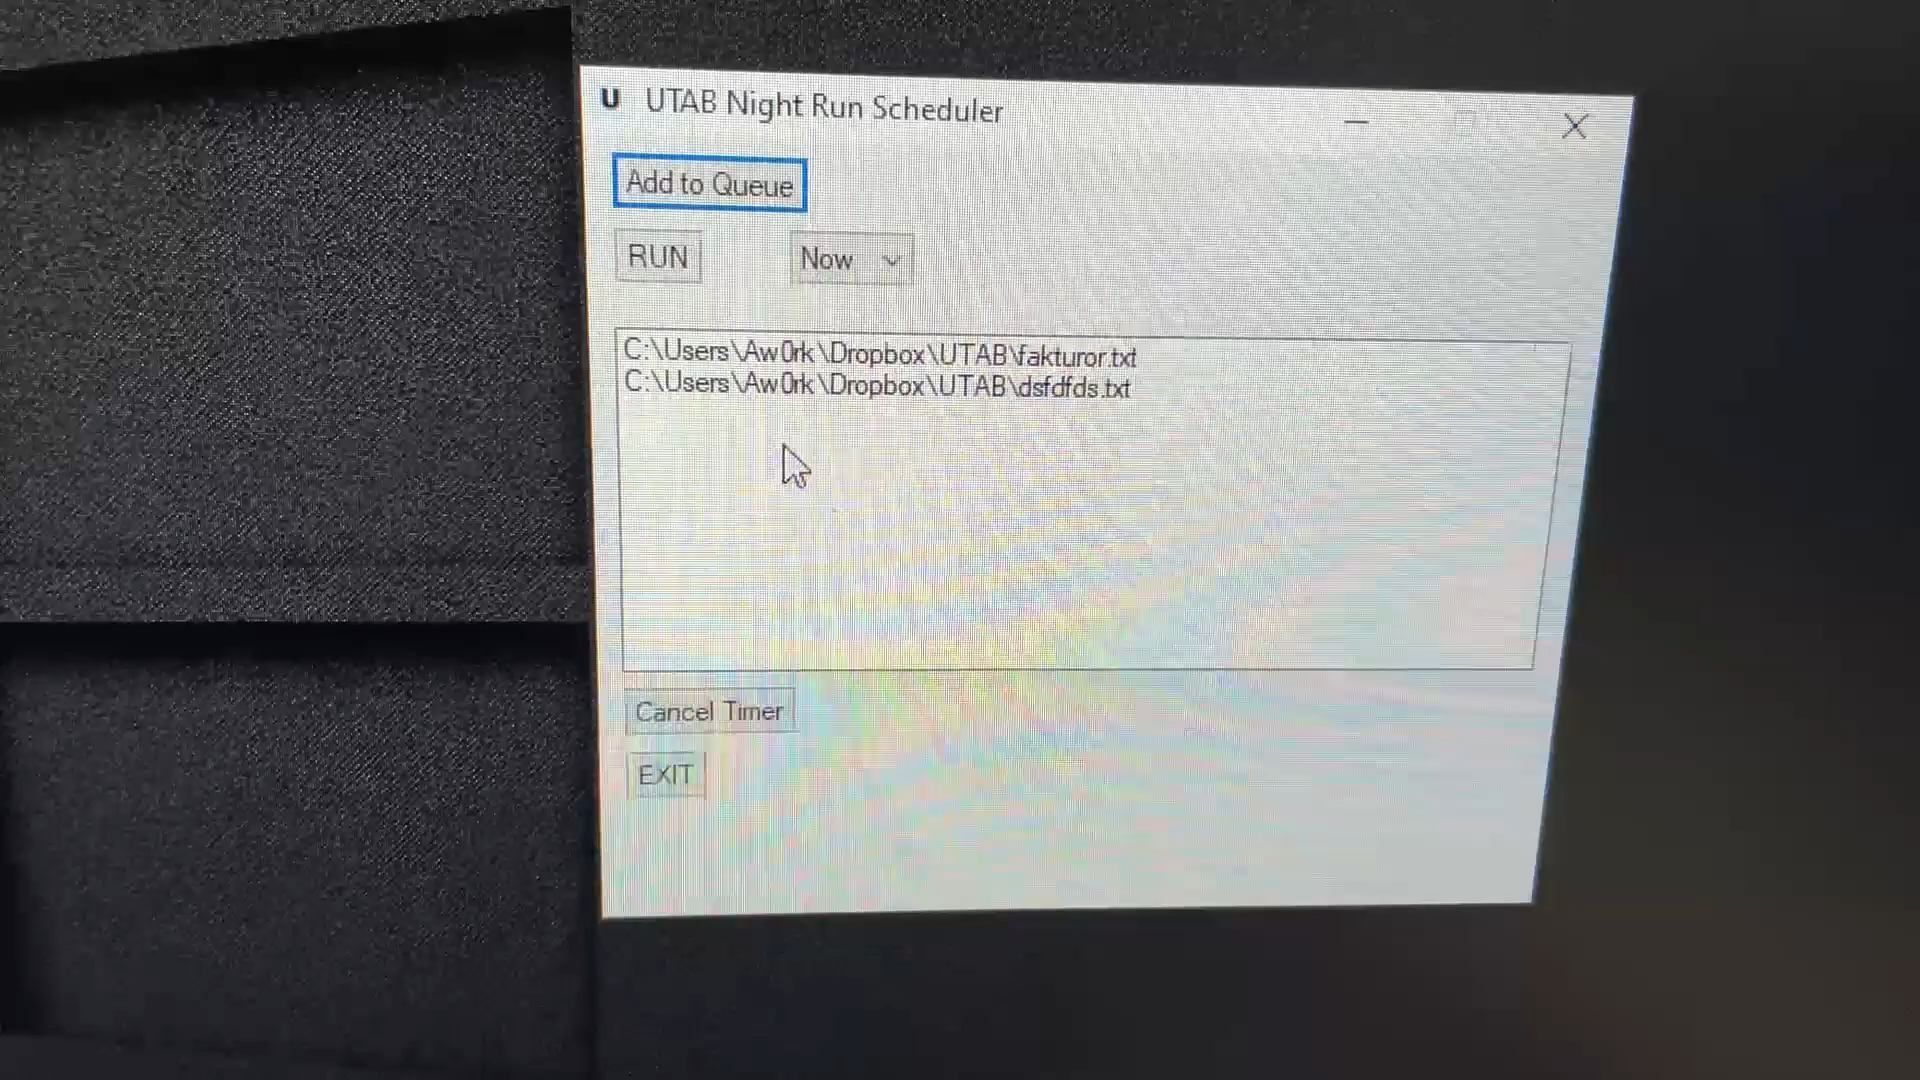 U UTAB Night Run Scheduler
Add to Queue
RUN Now
C:\Users\Aw0rk\Dropbox\UTAB\fakturor.txt
C:\Users\Aw0rk\Dropbox\UTAB\dsfdfds.txt
Cancel Timer
EXIT